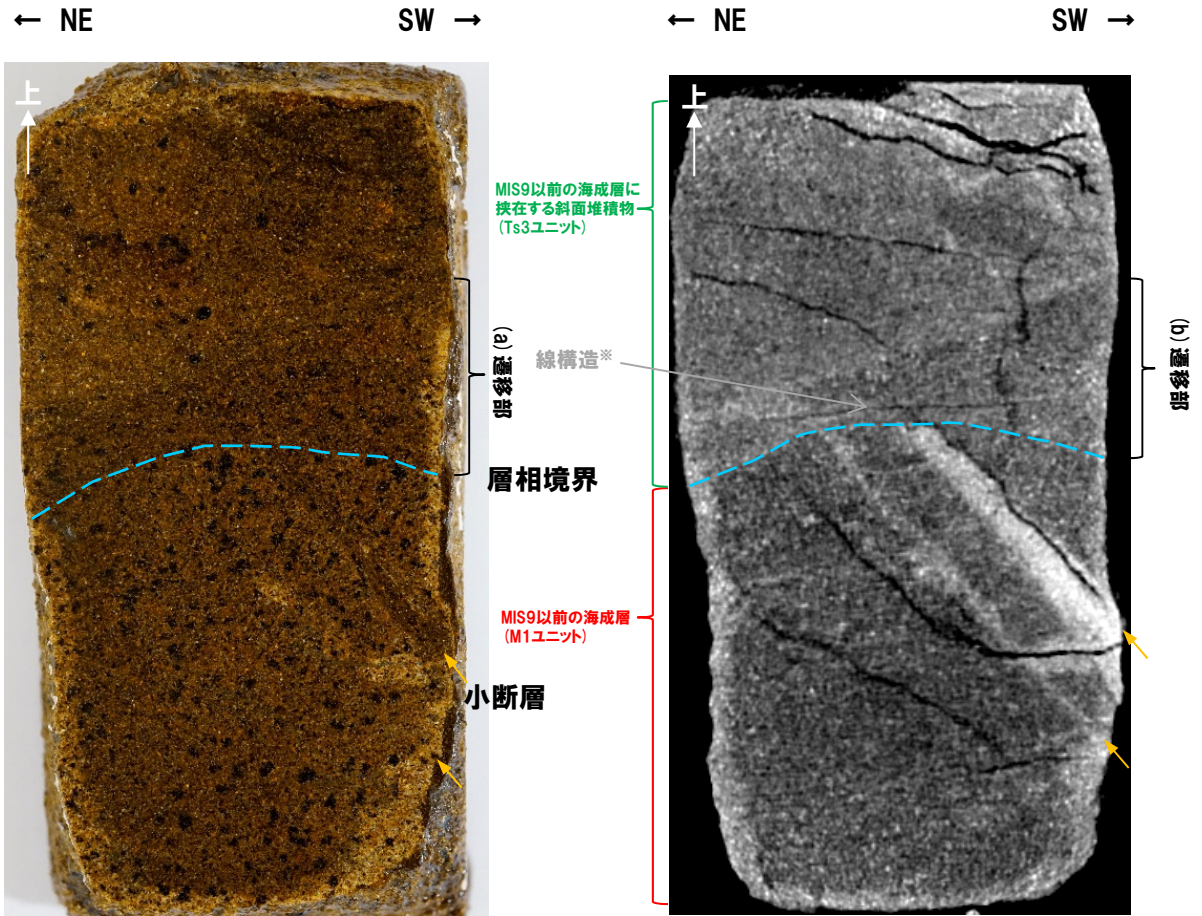 ← NE
SW →
← NE
SW →
上
上
MIS9以前の海成層に
挟在する斜面堆積物
(Ts3ユニット)
(a) 遷移部
(b) 遷移部
線構造※
層相境界
MIS9以前の海成層
(M1ユニット)
小断層